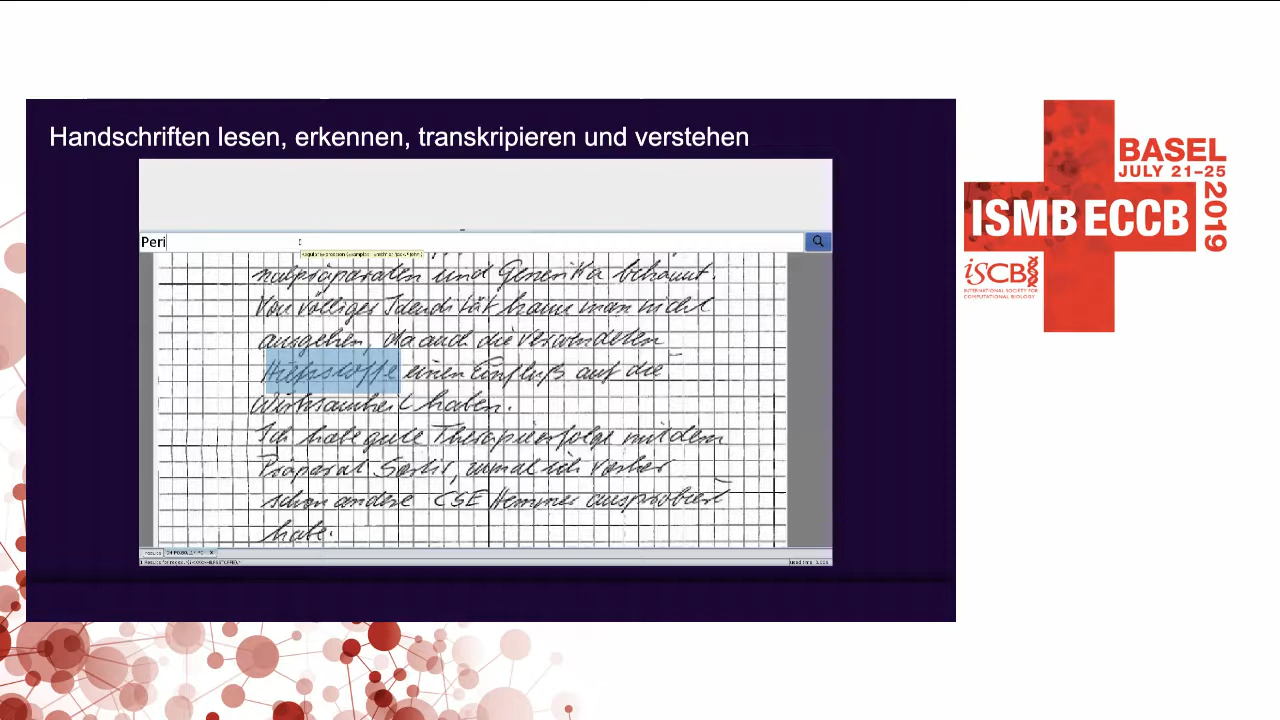 Handschriften lesen, erkennen, transkripieren und verstehen
Peri
nalpräparaten und Generika bekannt.
Von völliger Identität kann man nicht
ausgehen, da auch die verwendeten
Hilfsstoffe einen Einfluß auf die
Wirksamkeit haben.
Ich habe gute Therapieerfolge mit dem
Präparat Sortis, zumal ich vorher
schon andere CSE Hemmer ausprobiert
habe.
BASEL
JULY 21–25
2019
ISMB ECCB
iSCB
INTERNATIONAL SOCIETY FOR
COMPUTATIONAL BIOLOGY